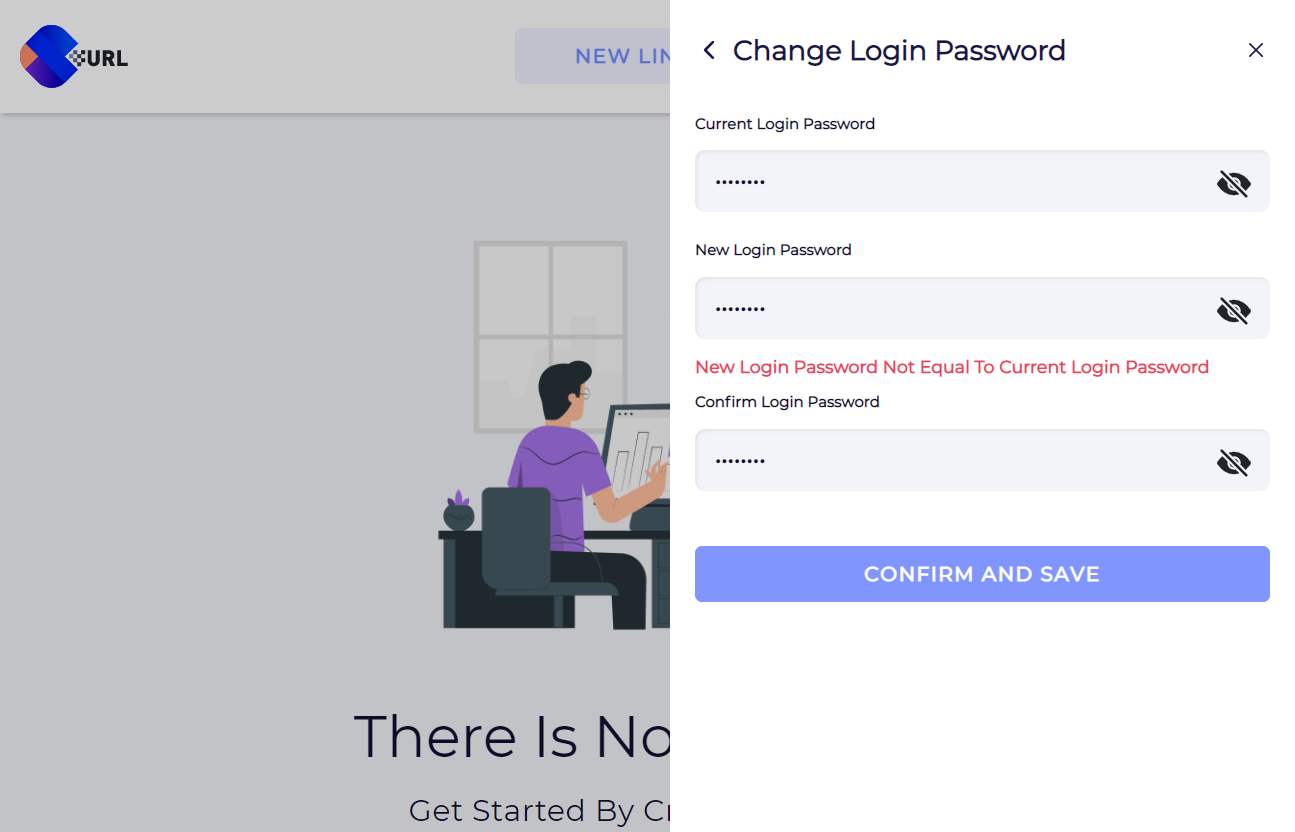 URL
NEW LIN
Change Login Password
Current Login Password
••••••••
New Login Password
••••••••
New Login Password Not Equal To Current Login Password
Confirm Login Password
••••••••
CONFIRM AND SAVE
There Is No
Get Started By Cr